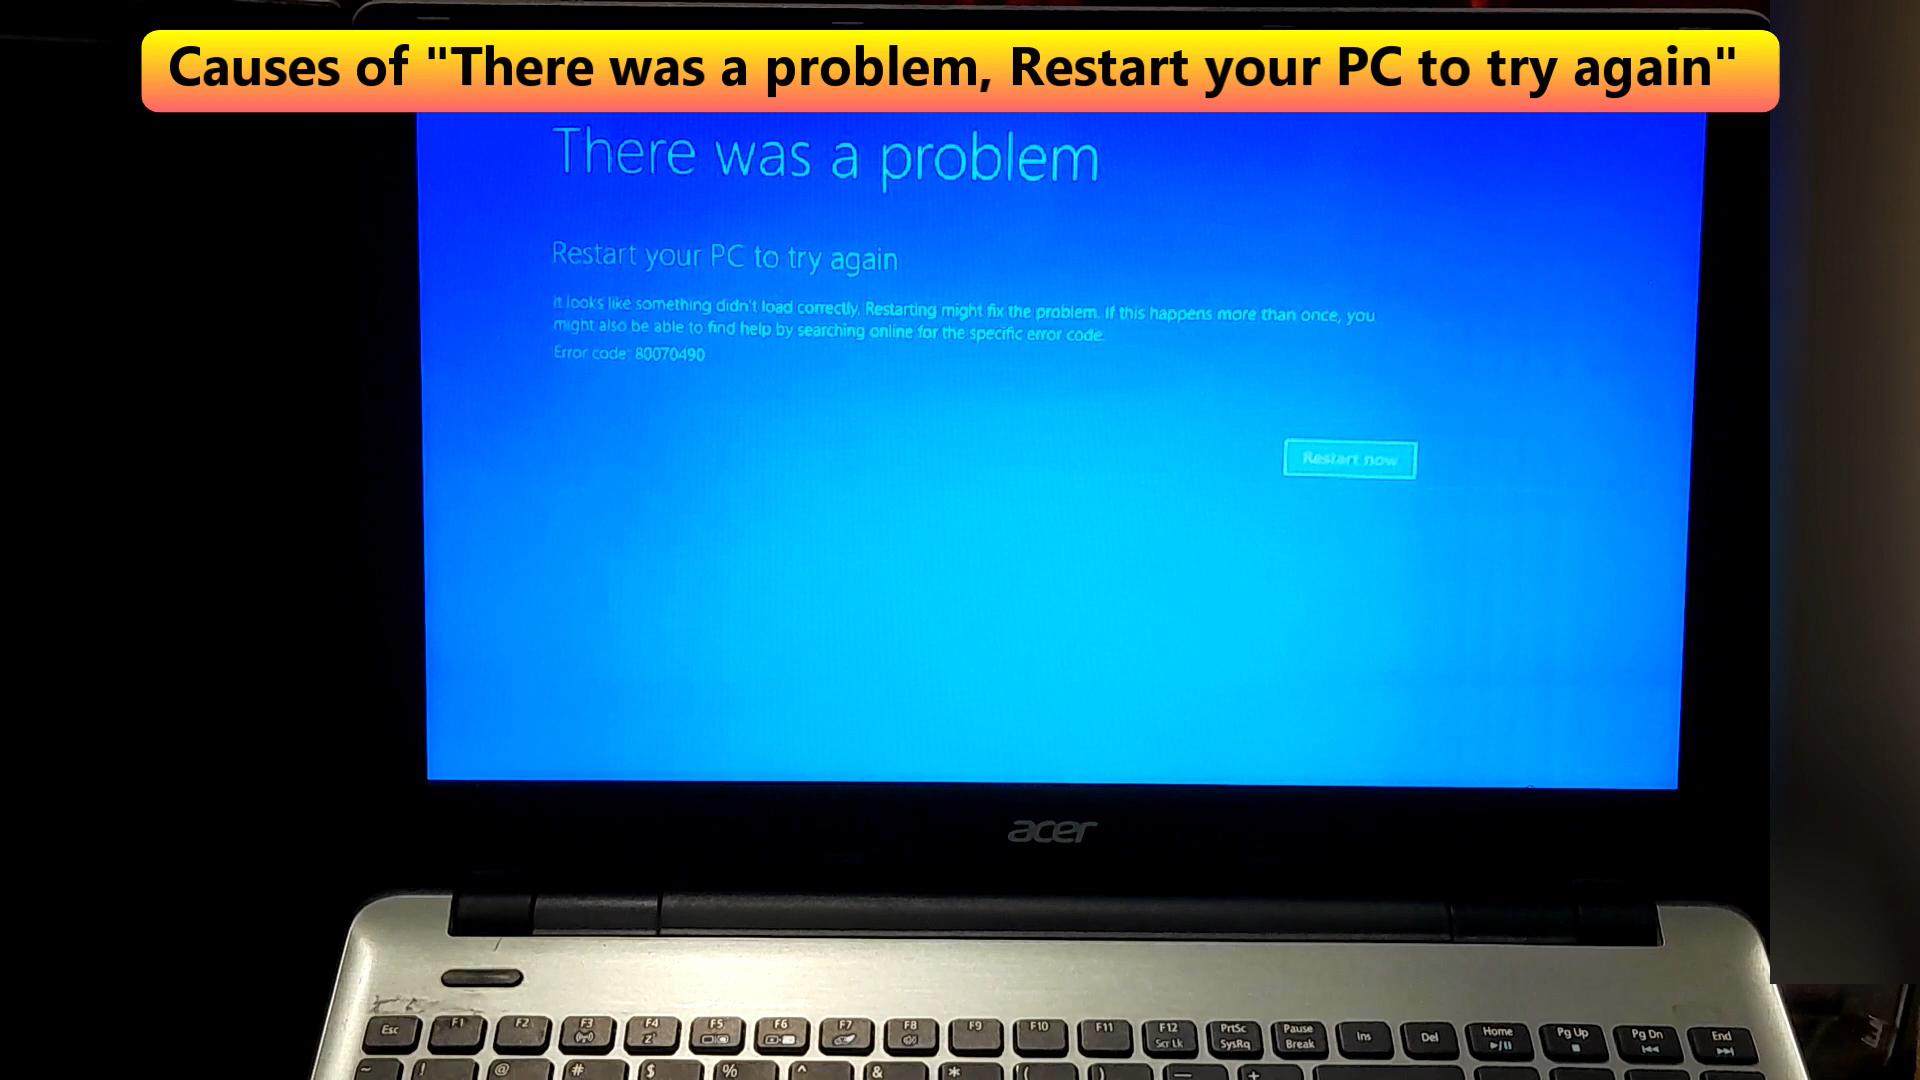 Causes of "There was a problem, Restart your PC to try again"
There was a problem
Restart your PC to try again
It looks like something didn't load correctly. Restarting might fix the problem. If this happens more than once, you
might also be able to find help by searching online for the specific error code.
Error code: 80070490
Restart now
acer
Esc F1 F2 F3 F4 F5 F6 F7 F8 F9 F10 F11 F12 PrtSc Pause Ins Del Home Pg Up Pg Dn End
Scr Lk SysRq Break
~ ! @ # $ % ^ & * ( ) — +